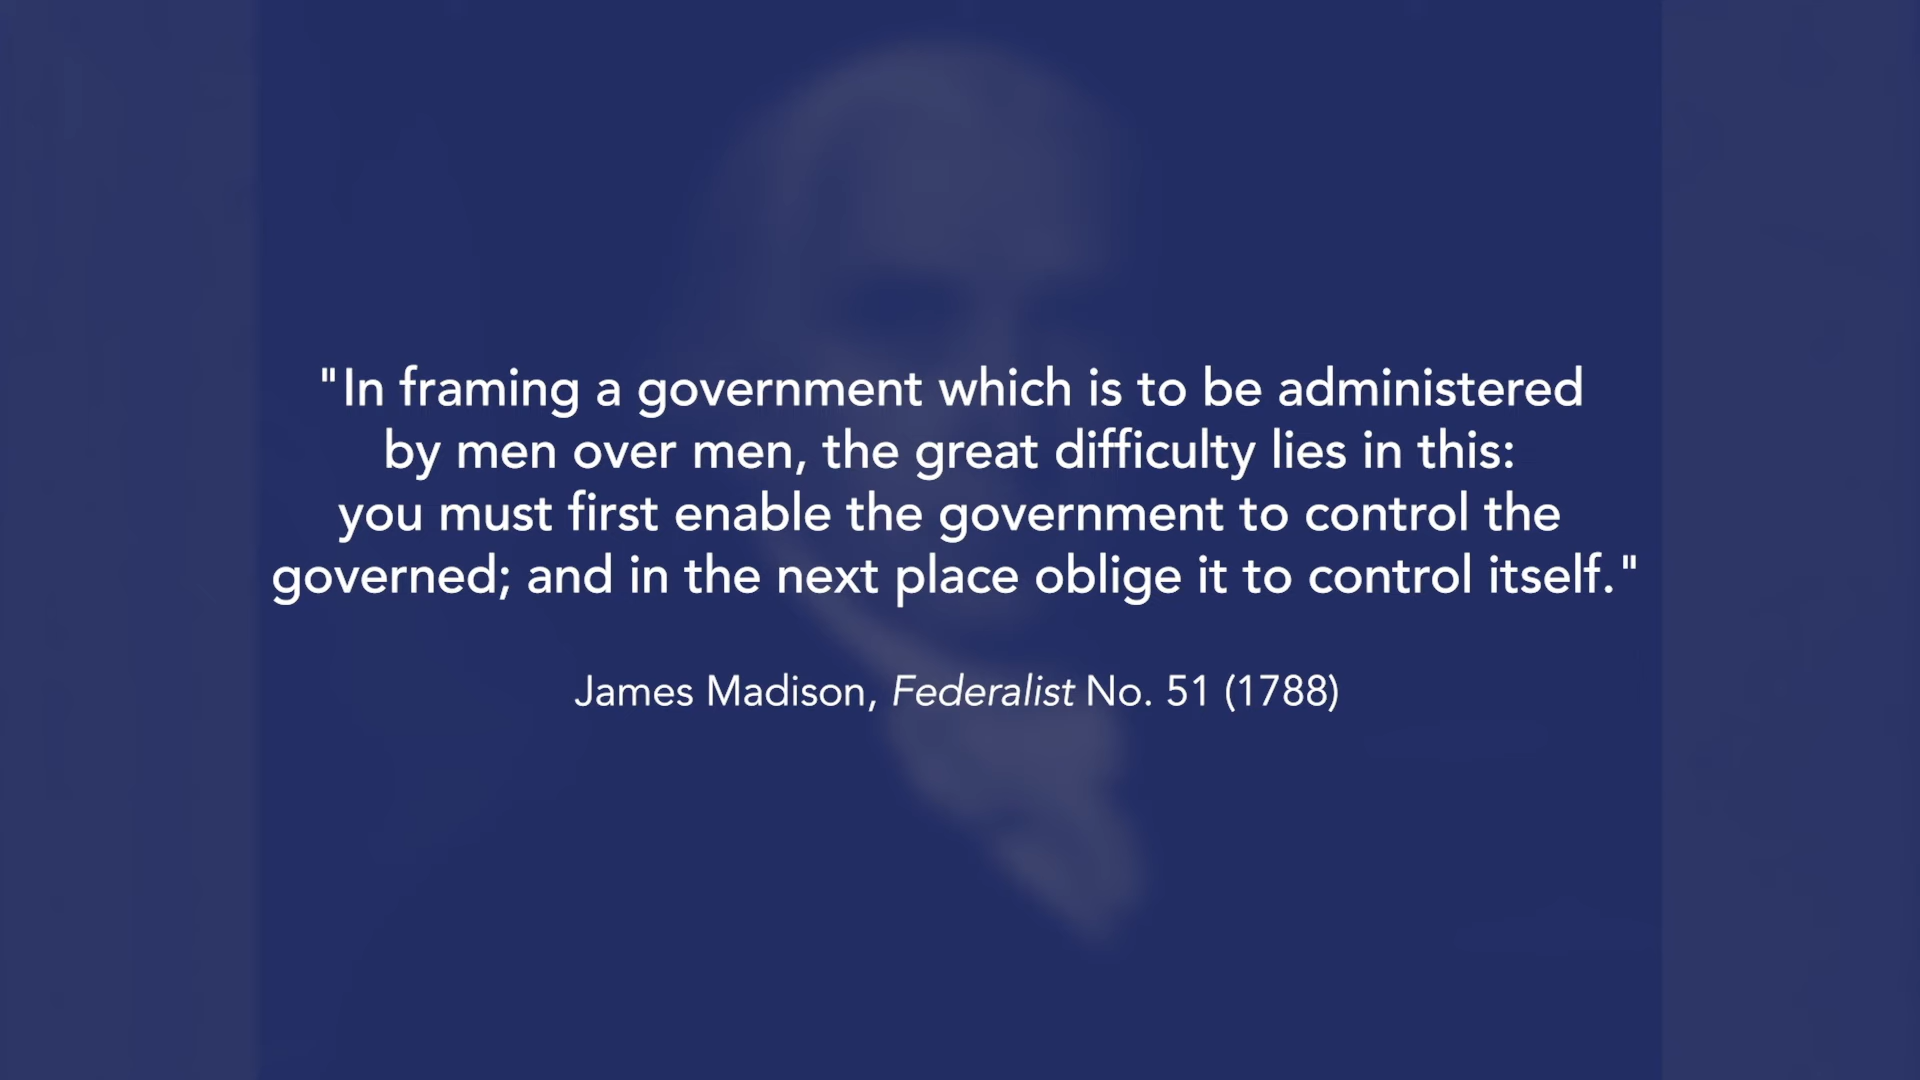 "In framing a government which is to be administered
by men over men, the great difficulty lies in this:
you must first enable the government to control the
governed; and in the next place oblige it to control itself."
James Madison, Federalist No. 51 (1788)